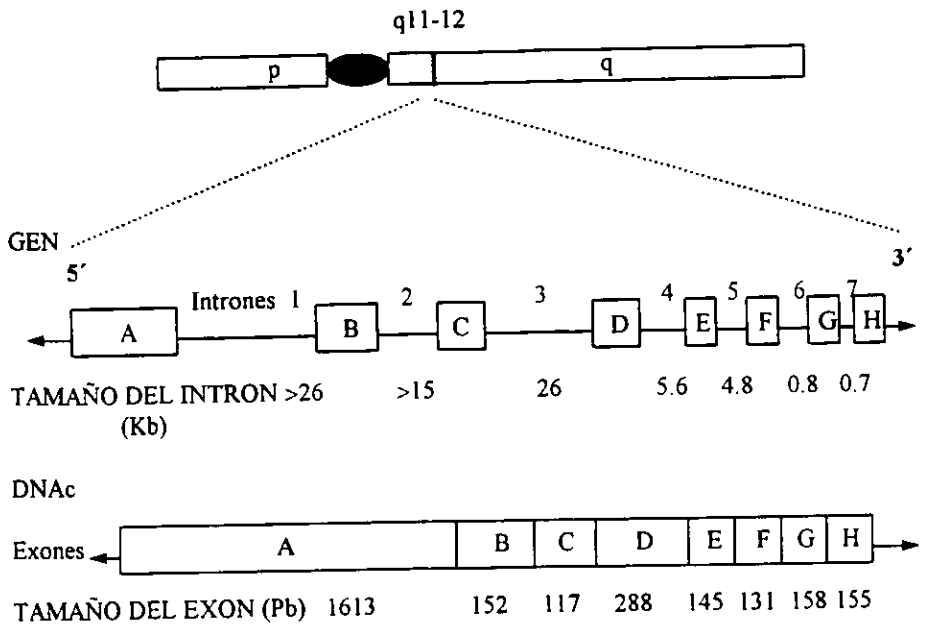 q11-12
p q
GEN
5´ 3´
Intrones 1 2 3 4 5 6 7
A B C D E F G H
TAMAÑO DEL INTRON >26 >15 26 5.6 4.8 0.8 0.7
(Kb)
DNAc
Exones A B C D E F G H
TAMAÑO DEL EXON (Pb) 1613 152 117 288 145 131 158 155